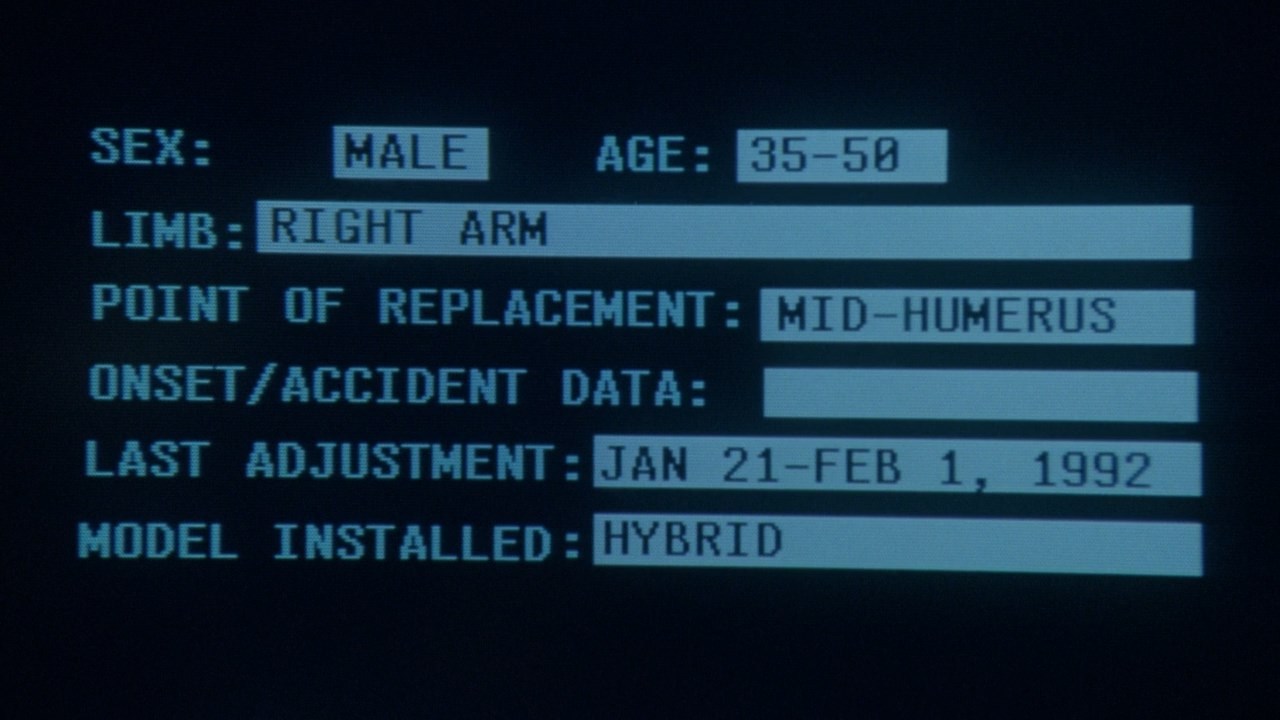 SEX: MALE AGE: 35-50
LIMB: RIGHT ARM
POINT OF REPLACEMENT: MID-HUMERUS
ONSET/ACCIDENT DATA:
LAST ADJUSTMENT: JAN 21-FEB 1, 1992
MODEL INSTALLED: HYBRID